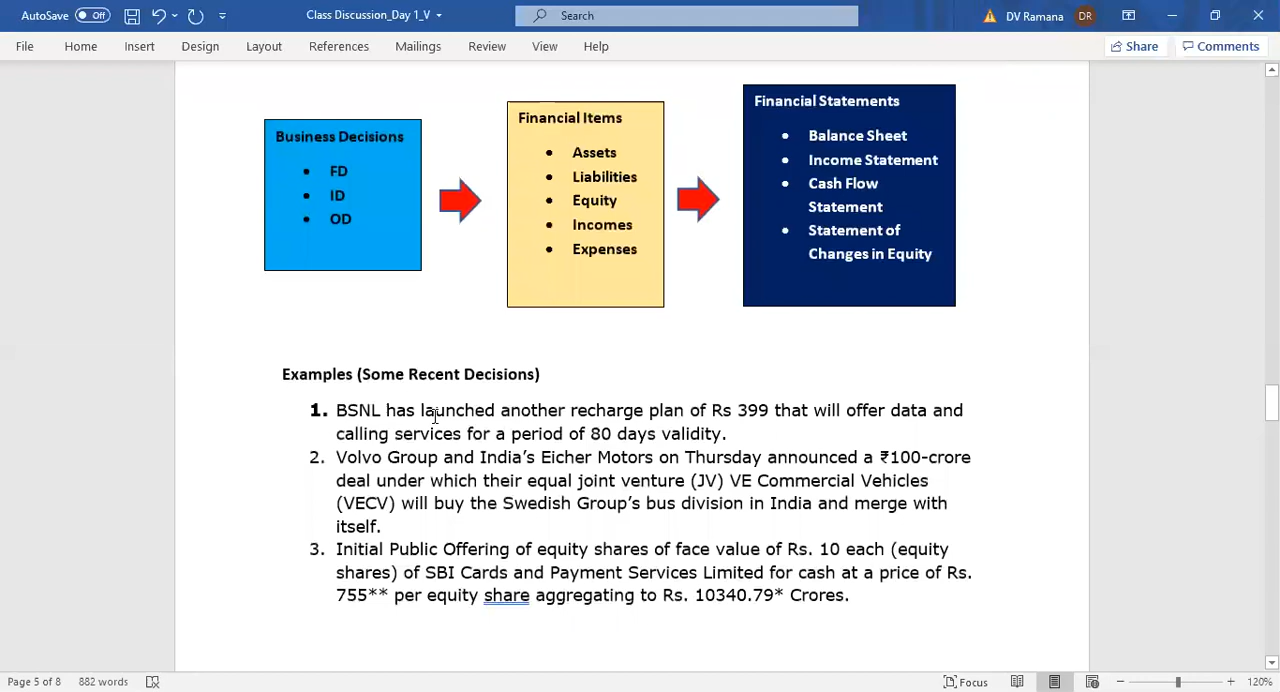 AutoSave Off Class Discussion_Day 1_V Search DV Ramana DR
File Home Insert Design Layout References Mailings Review View Help Share Comments
Business Decisions
FD
ID
OD
Financial Items
Assets
Liabilities
Equity
Incomes
Expenses
Financial Statements
Balance Sheet
Income Statement
Cash Flow
Statement
Statement of
Changes in Equity
Examples (Some Recent Decisions)
1. BSNL has launched another recharge plan of Rs 399 that will offer data and
calling services for a period of 80 days validity.
2. Volvo Group and India’s Eicher Motors on Thursday announced a ₹100-crore
deal under which their equal joint venture (JV) VE Commercial Vehicles
(VECV) will buy the Swedish Group’s bus division in India and merge with
itself.
3. Initial Public Offering of equity shares of face value of Rs. 10 each (equity
shares) of SBI Cards and Payment Services Limited for cash at a price of Rs.
755** per equity share aggregating to Rs. 10340.79* Crores.
Page 5 of 8 882 words Focus 120%